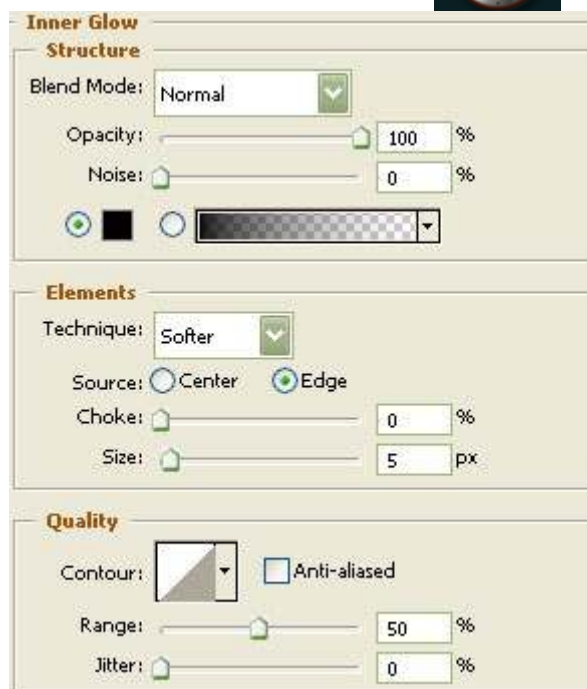 Inner Glow
Structure
Blend Mode: Normal
Opacity: 100 %
Noise: 0 %
Elements
Technique: Softer
Source: Center Edge
Choke: 0 %
Size: 5 px
Quality
Contour: Anti-aliased
Range: 50 %
Jitter: 0 %